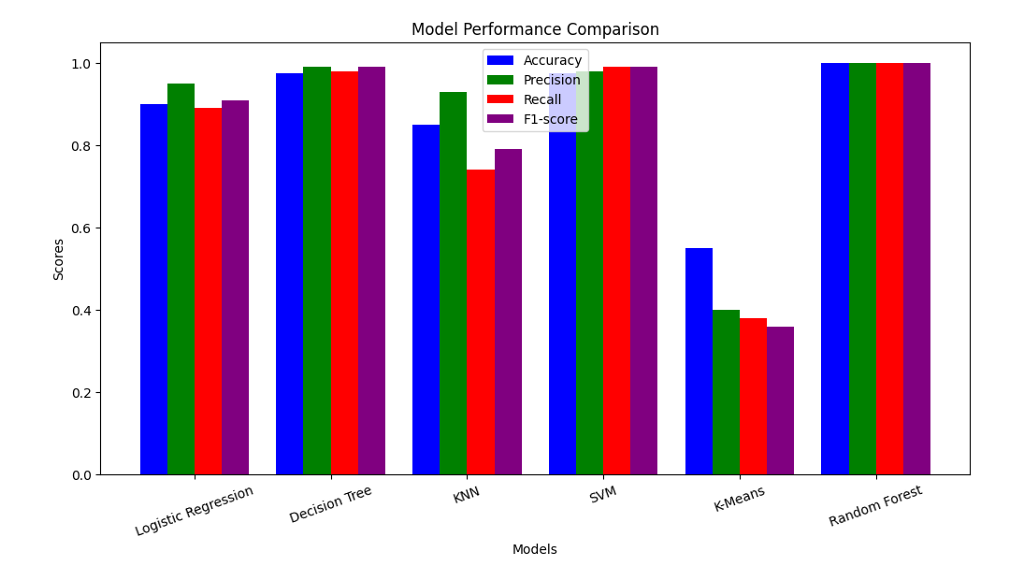 Model Performance Comparison
Accuracy
Precision
Recall
F1-score
1.0
0.8
0.6
0.4
0.2
0.0
Scores
Logistic Regression
Decision Tree
KNN
SVM
K-Means
Random Forest
Models